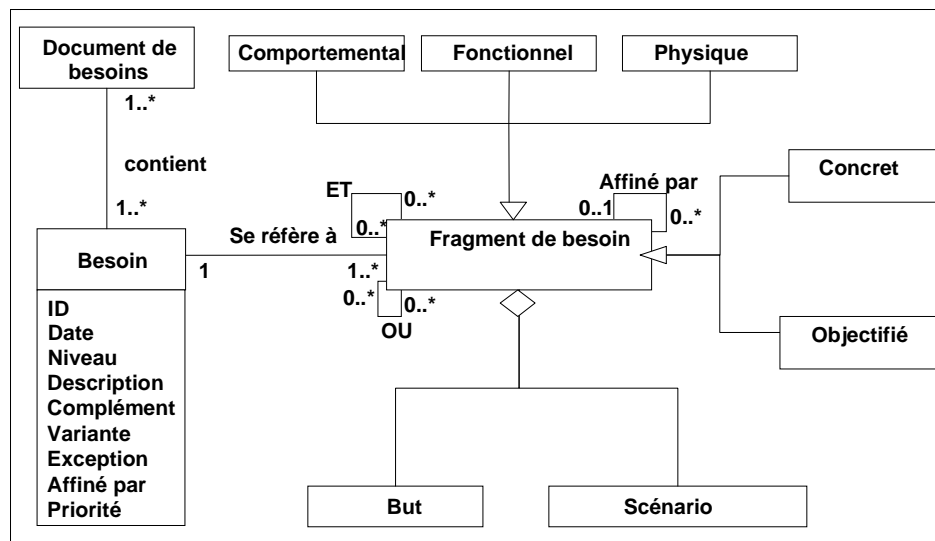 Document de
besoins
Comportemental
Fonctionnel
Physique
1..*
contient
1..*
ET
0..*
0..*
Affiné par
0..1
0..*
Concret
Se réfère à
Fragment de besoin
Besoin
1
1..*
0..*
0..*
OU
Objectifié
ID
Date
Niveau
Description
Complément
Variante
Exception
Affiné par
Priorité
But
Scénario